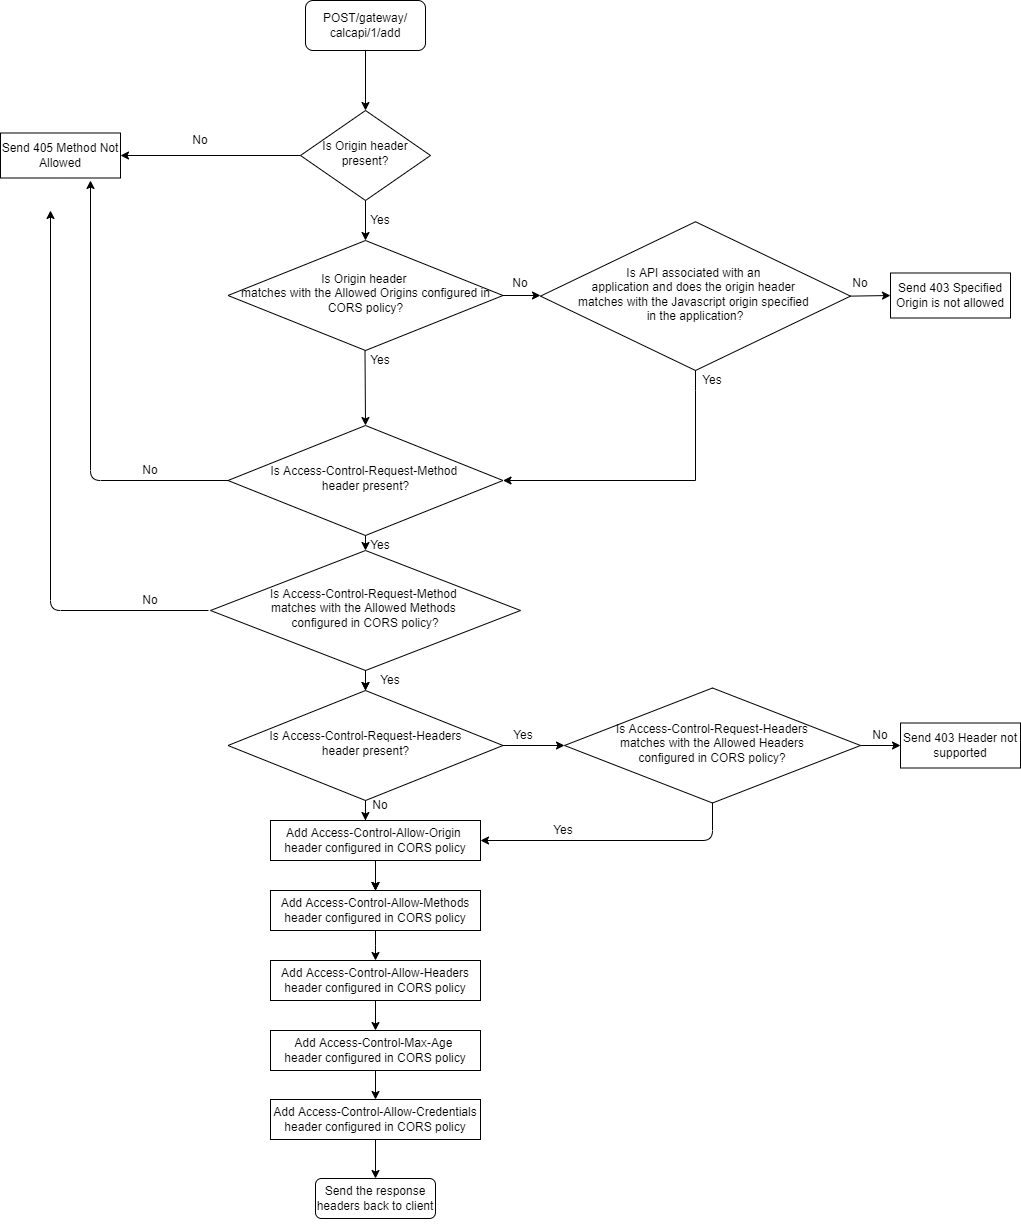 POST/gateway/
calcapi/1/add
Is Origin header
present?
No
Send 405 Method Not
Allowed
Yes
Is Origin header
matches with the Allowed Origins configured in
CORS policy?
No
Is API associated with an
application and does the origin header
matches with the Javascript origin specified
in the application?
No
Send 403 Specified
Origin is not allowed
Yes
Yes
Is Access-Control-Request-Method
header present?
No
Yes
Is Access-Control-Request-Method
matches with the Allowed Methods
configured in CORS policy?
No
Yes
Is Access-Control-Request-Headers
header present?
Yes
Is Access-Control-Request-Headers
matches with the Allowed Headers
configured in CORS policy?
No
Send 403 Header not
supported
No
Yes
Add Access-Control-Allow-Origin
header configured in CORS policy
Add Access-Control-Allow-Methods
header configured in CORS policy
Add Access-Control-Allow-Headers
header configured in CORS policy
Add Access-Control-Max-Age
header configured in CORS policy
Add Access-Control-Allow-Credentials
header configured in CORS policy
Send the response
headers back to client